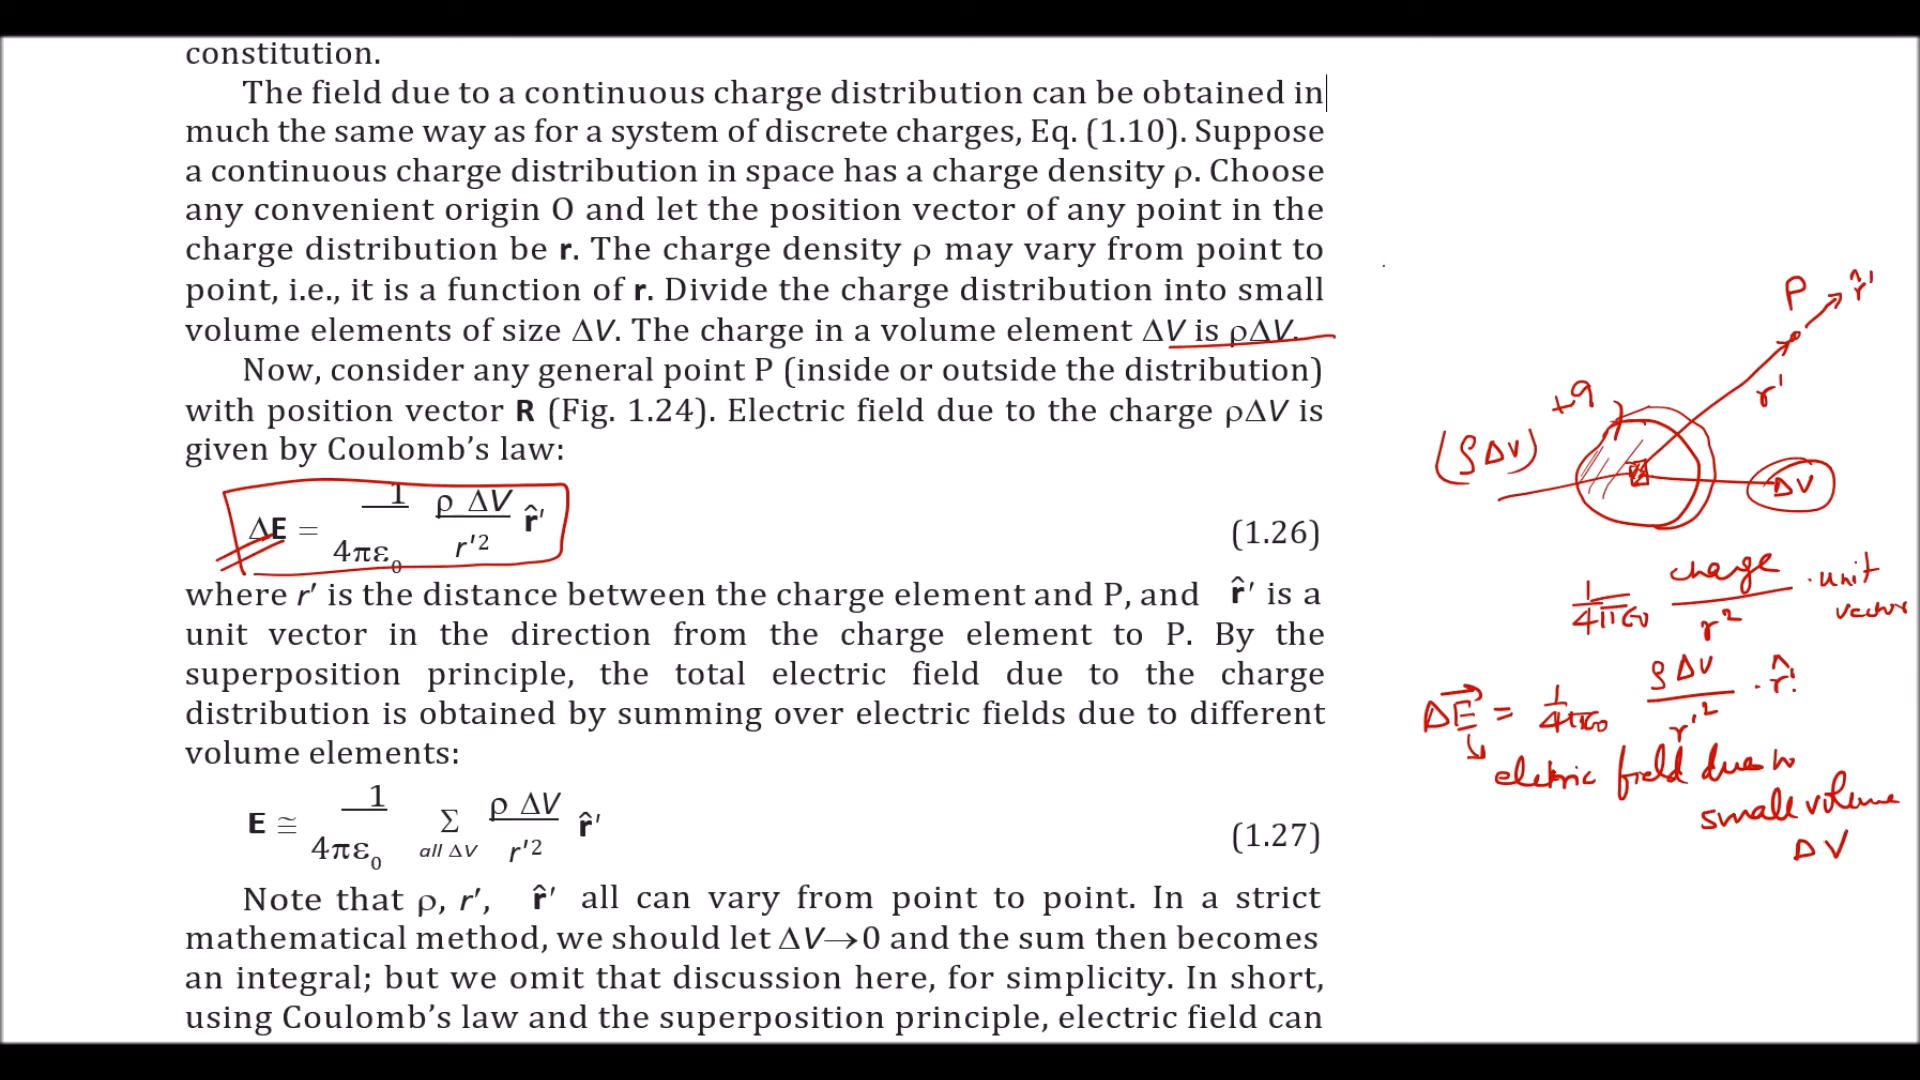 constitution.
The field due to a continuous charge distribution can be obtained in
much the same way as for a system of discrete charges, Eq. (1.10). Suppose
a continuous charge distribution in space has a charge density ρ. Choose
any convenient origin O and let the position vector of any point in the
charge distribution be r. The charge density ρ may vary from point to
point, i.e., it is a function of r. Divide the charge distribution into small
volume elements of size ΔV. The charge in a volume element ΔV is ρΔV.
Now, consider any general point P (inside or outside the distribution)
with position vector R (Fig. 1.24). Electric field due to the charge ρΔV is
given by Coulomb's law:
ΔE = 1/4πε₀ ρ ΔV/r'² r̂' (1.26)
where r' is the distance between the charge element and P, and r̂' is a
unit vector in the direction from the charge element to P. By the
superposition principle, the total electric field due to the charge
distribution is obtained by summing over electric fields due to different
volume elements:
E ≅ 1/4πε₀ Σ all ΔV ρ ΔV/r'² r̂' (1.27)
Note that ρ, r', r̂' all can vary from point to point. In a strict
mathematical method, we should let ΔV→0 and the sum then becomes
an integral; but we omit that discussion here, for simplicity. In short,
using Coulomb's law and the superposition principle, electric field can
P r̂'
r'
+q
(ρΔV)
ΔV
1/4πε₀ charge/r² . unit
vector
ΔE = 1/4πε₀ ρΔV/r'² . r̂'
eletric field due to
small volume
ΔV